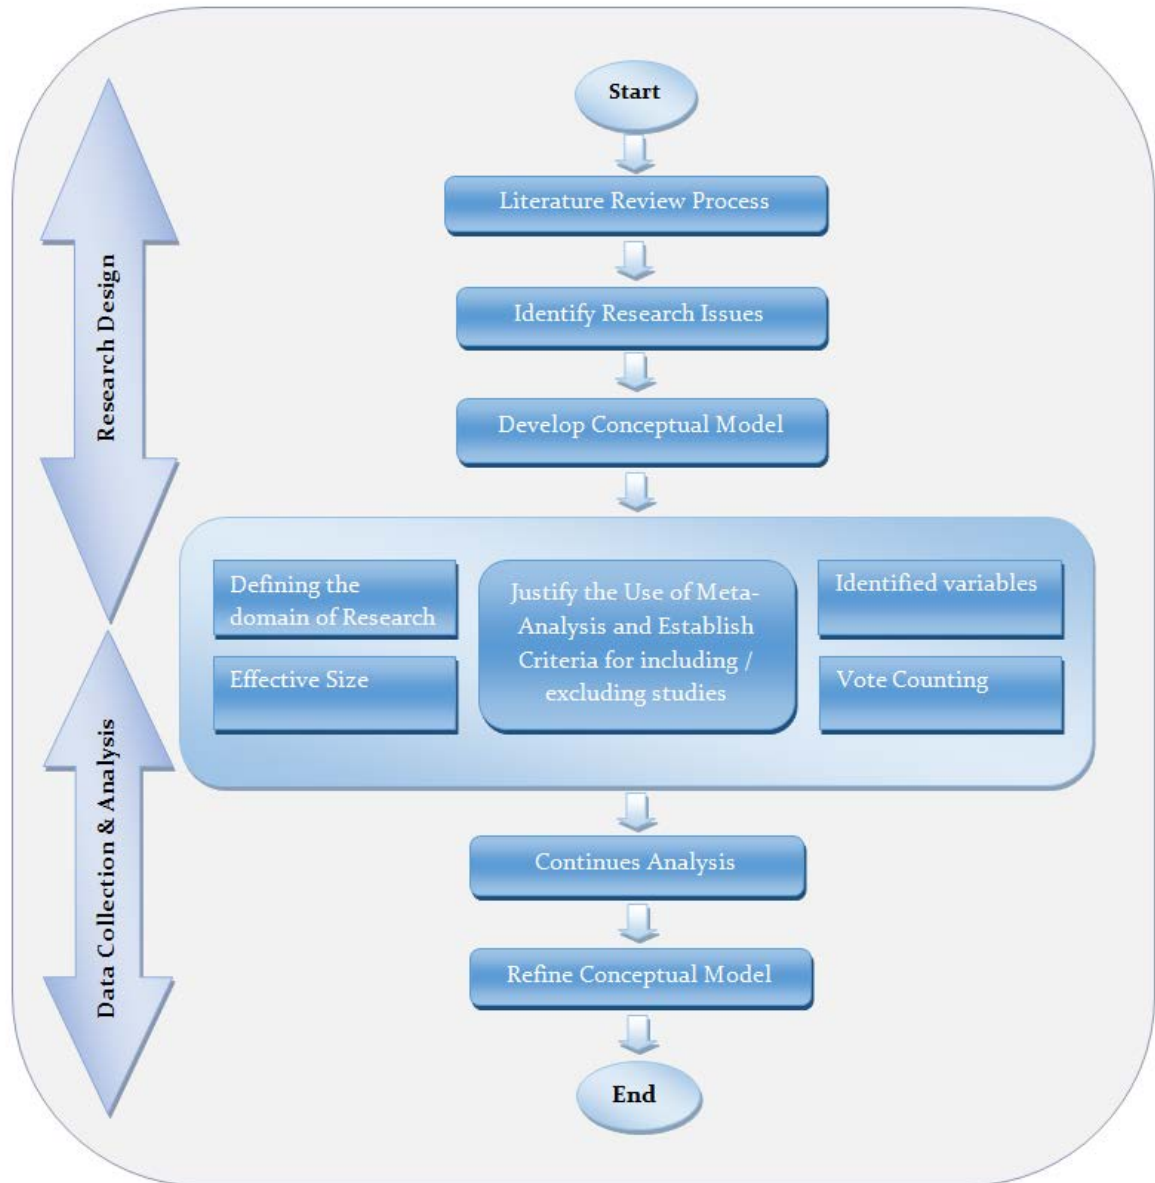 Start
Literature Review Process
Identify Research Issues
Develop Conceptual Model
Research Design
Defining the
domain of Research
Effective Size
Justify the Use of Meta-
Analysis and Establish
Criteria for including /
excluding studies
Identified variables
Vote Counting
Data Collection & Analysis
Continues Analysis
Refine Conceptual Model
End